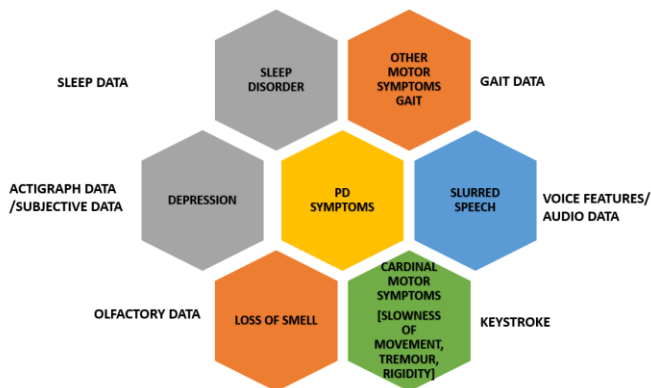 SLEEP DATA
SLEEP
DISORDER
OTHER
MOTOR
SYMPTOMS
GAIT
GAIT DATA
ACTIGRAPH DATA
/SUBJECTIVE DATA
DEPRESSION
PD
SYMPTOMS
SLURRED
SPEECH
VOICE FEATURES/
AUDIO DATA
OLFACTORY DATA
LOSS OF SMELL
CARDINAL
MOTOR
SYMPTOMS
[SLOWNESS
OF
MOVEMENT,
TREMOUR,
RIGIDITY]
KEYSTROKE